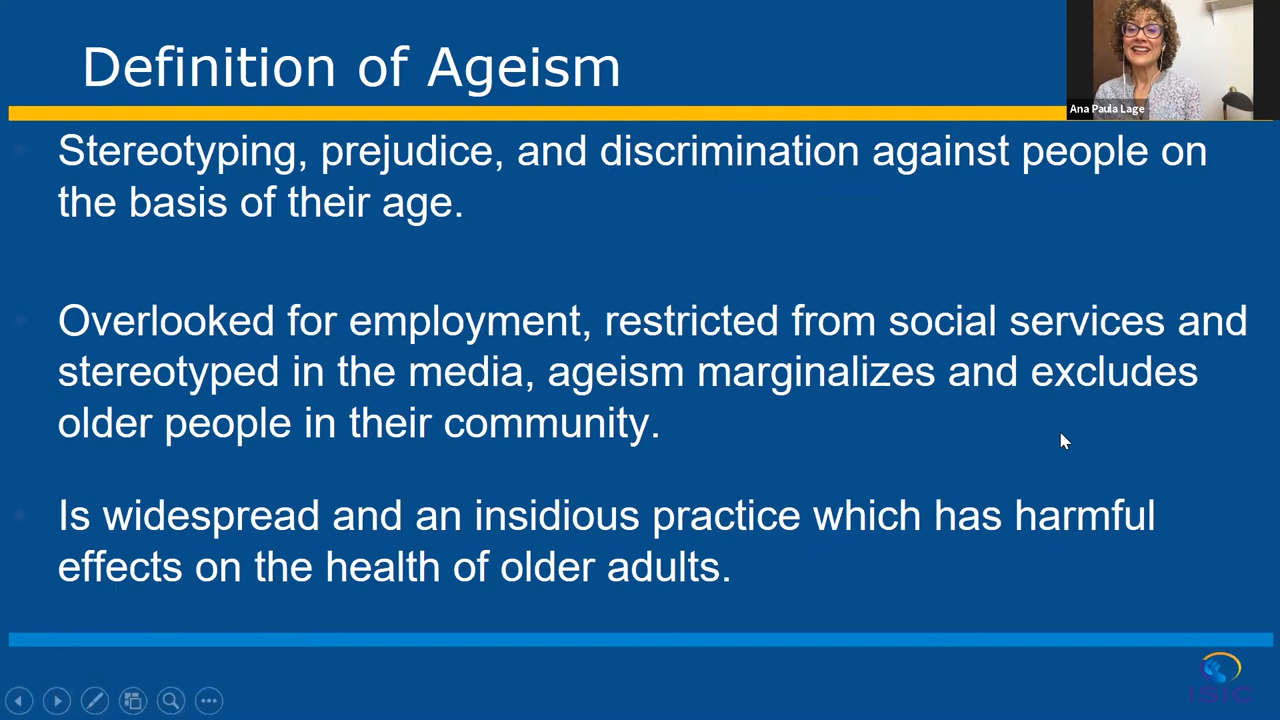 Definition of Ageism
Ana Paula Lage
Stereotyping, prejudice, and discrimination against people on
the basis of their age.
Overlooked for employment, restricted from social services and
stereotyped in the media, ageism marginalizes and excludes
older people in their community.
Is widespread and an insidious practice which has harmful
effects on the health of older adults.
ISIC